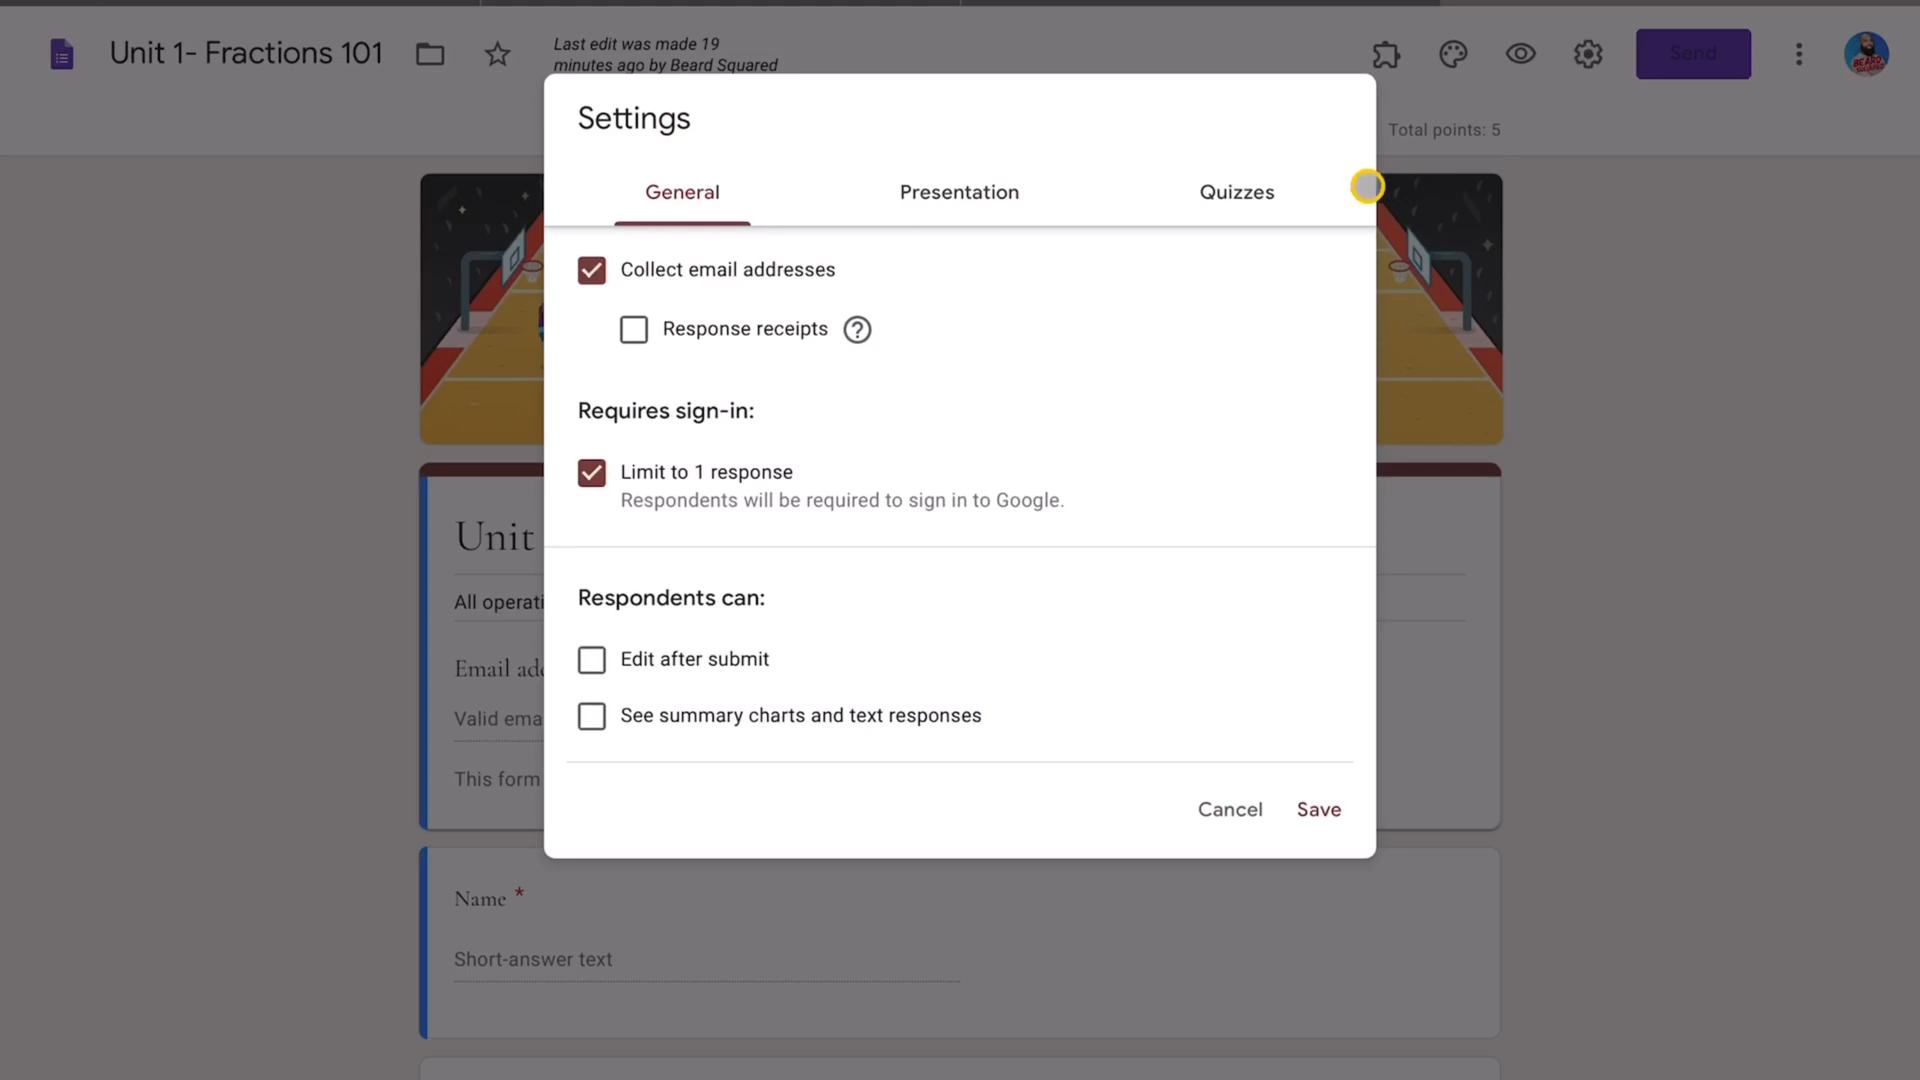 Unit 1- Fractions 101
Last edit was made 19
minutes ago by Beard Squared
Send
Total points: 5
Settings
General
Presentation
Quizzes
Collect email addresses
Response receipts
Requires sign-in:
Limit to 1 response
Respondents will be required to sign in to Google.
Respondents can:
Edit after submit
See summary charts and text responses
Cancel
Save
Unit
All operati
Email add
Valid ema
This form
Name *
Short-answer text